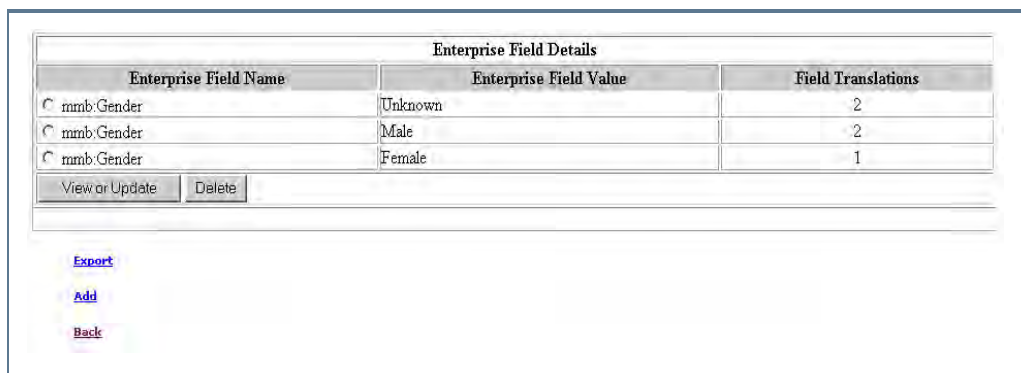 Enterprise Field Details
Enterprise Field Name Enterprise Field Value Field Translations
mmb:Gender Unknown 2
mmb:Gender Male 2
mmb:Gender Female 1
View or Update Delete
Export
Add
Back